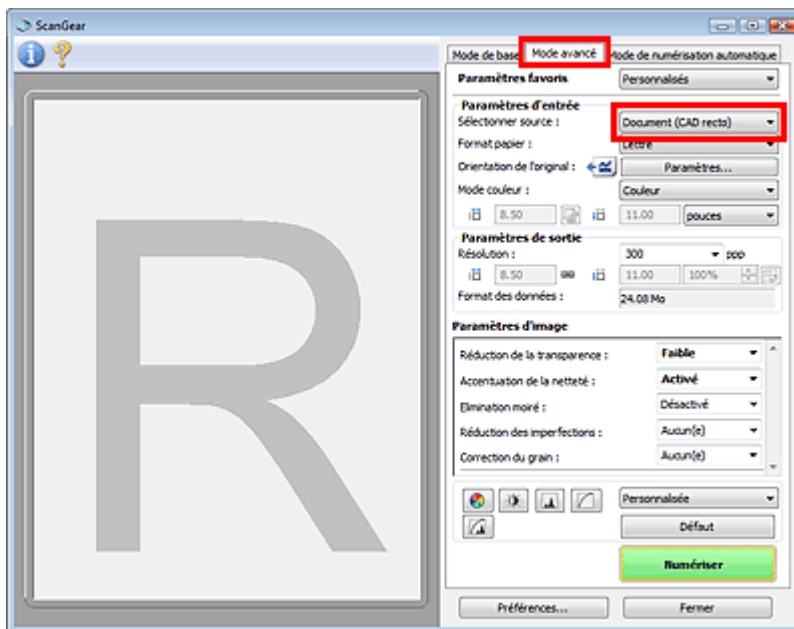 ScanGear
Mode de base Mode avancé Mode de numérisation automatique
Paramètres favoris Personnalisés
Paramètres d'entrée
Sélectionner source : Document (CAD recto)
Format papier : Lettre
Orientation de l'original : Paramètres...
Mode couleur : Couleur
8.50 11.00 pouces
Paramètres de sortie
Résolution : 300 ppp
8.50 11.00 100%
Format des données : 24.08 Mo
Paramètres d'image
Réduction de la transparence : Faible
Accentuation de la netteté : Activé
Elimination moiré : Désactivé
Réduction des imperfections : Aucun(e)
Correction du grain : Aucun(e)
Personnalisée
Défaut
Numériser
Préférences... Fermer
R